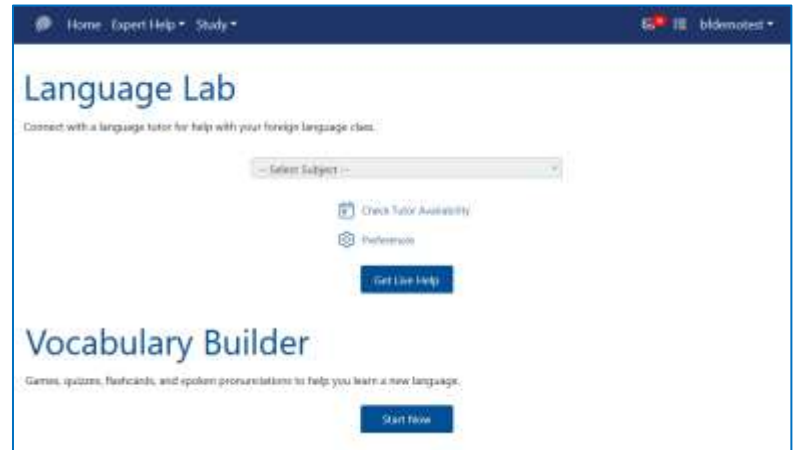 Home Expert Help Study bldemotest
Language Lab
Connect with a language tutor for help with your foreign language class.
-- Select Subject --
Check Tutor Availability
Preferences
Get Live Help
Vocabulary Builder
Games, quizzes, flashcards, and spoken pronunciations to help you learn a new language.
Start Now